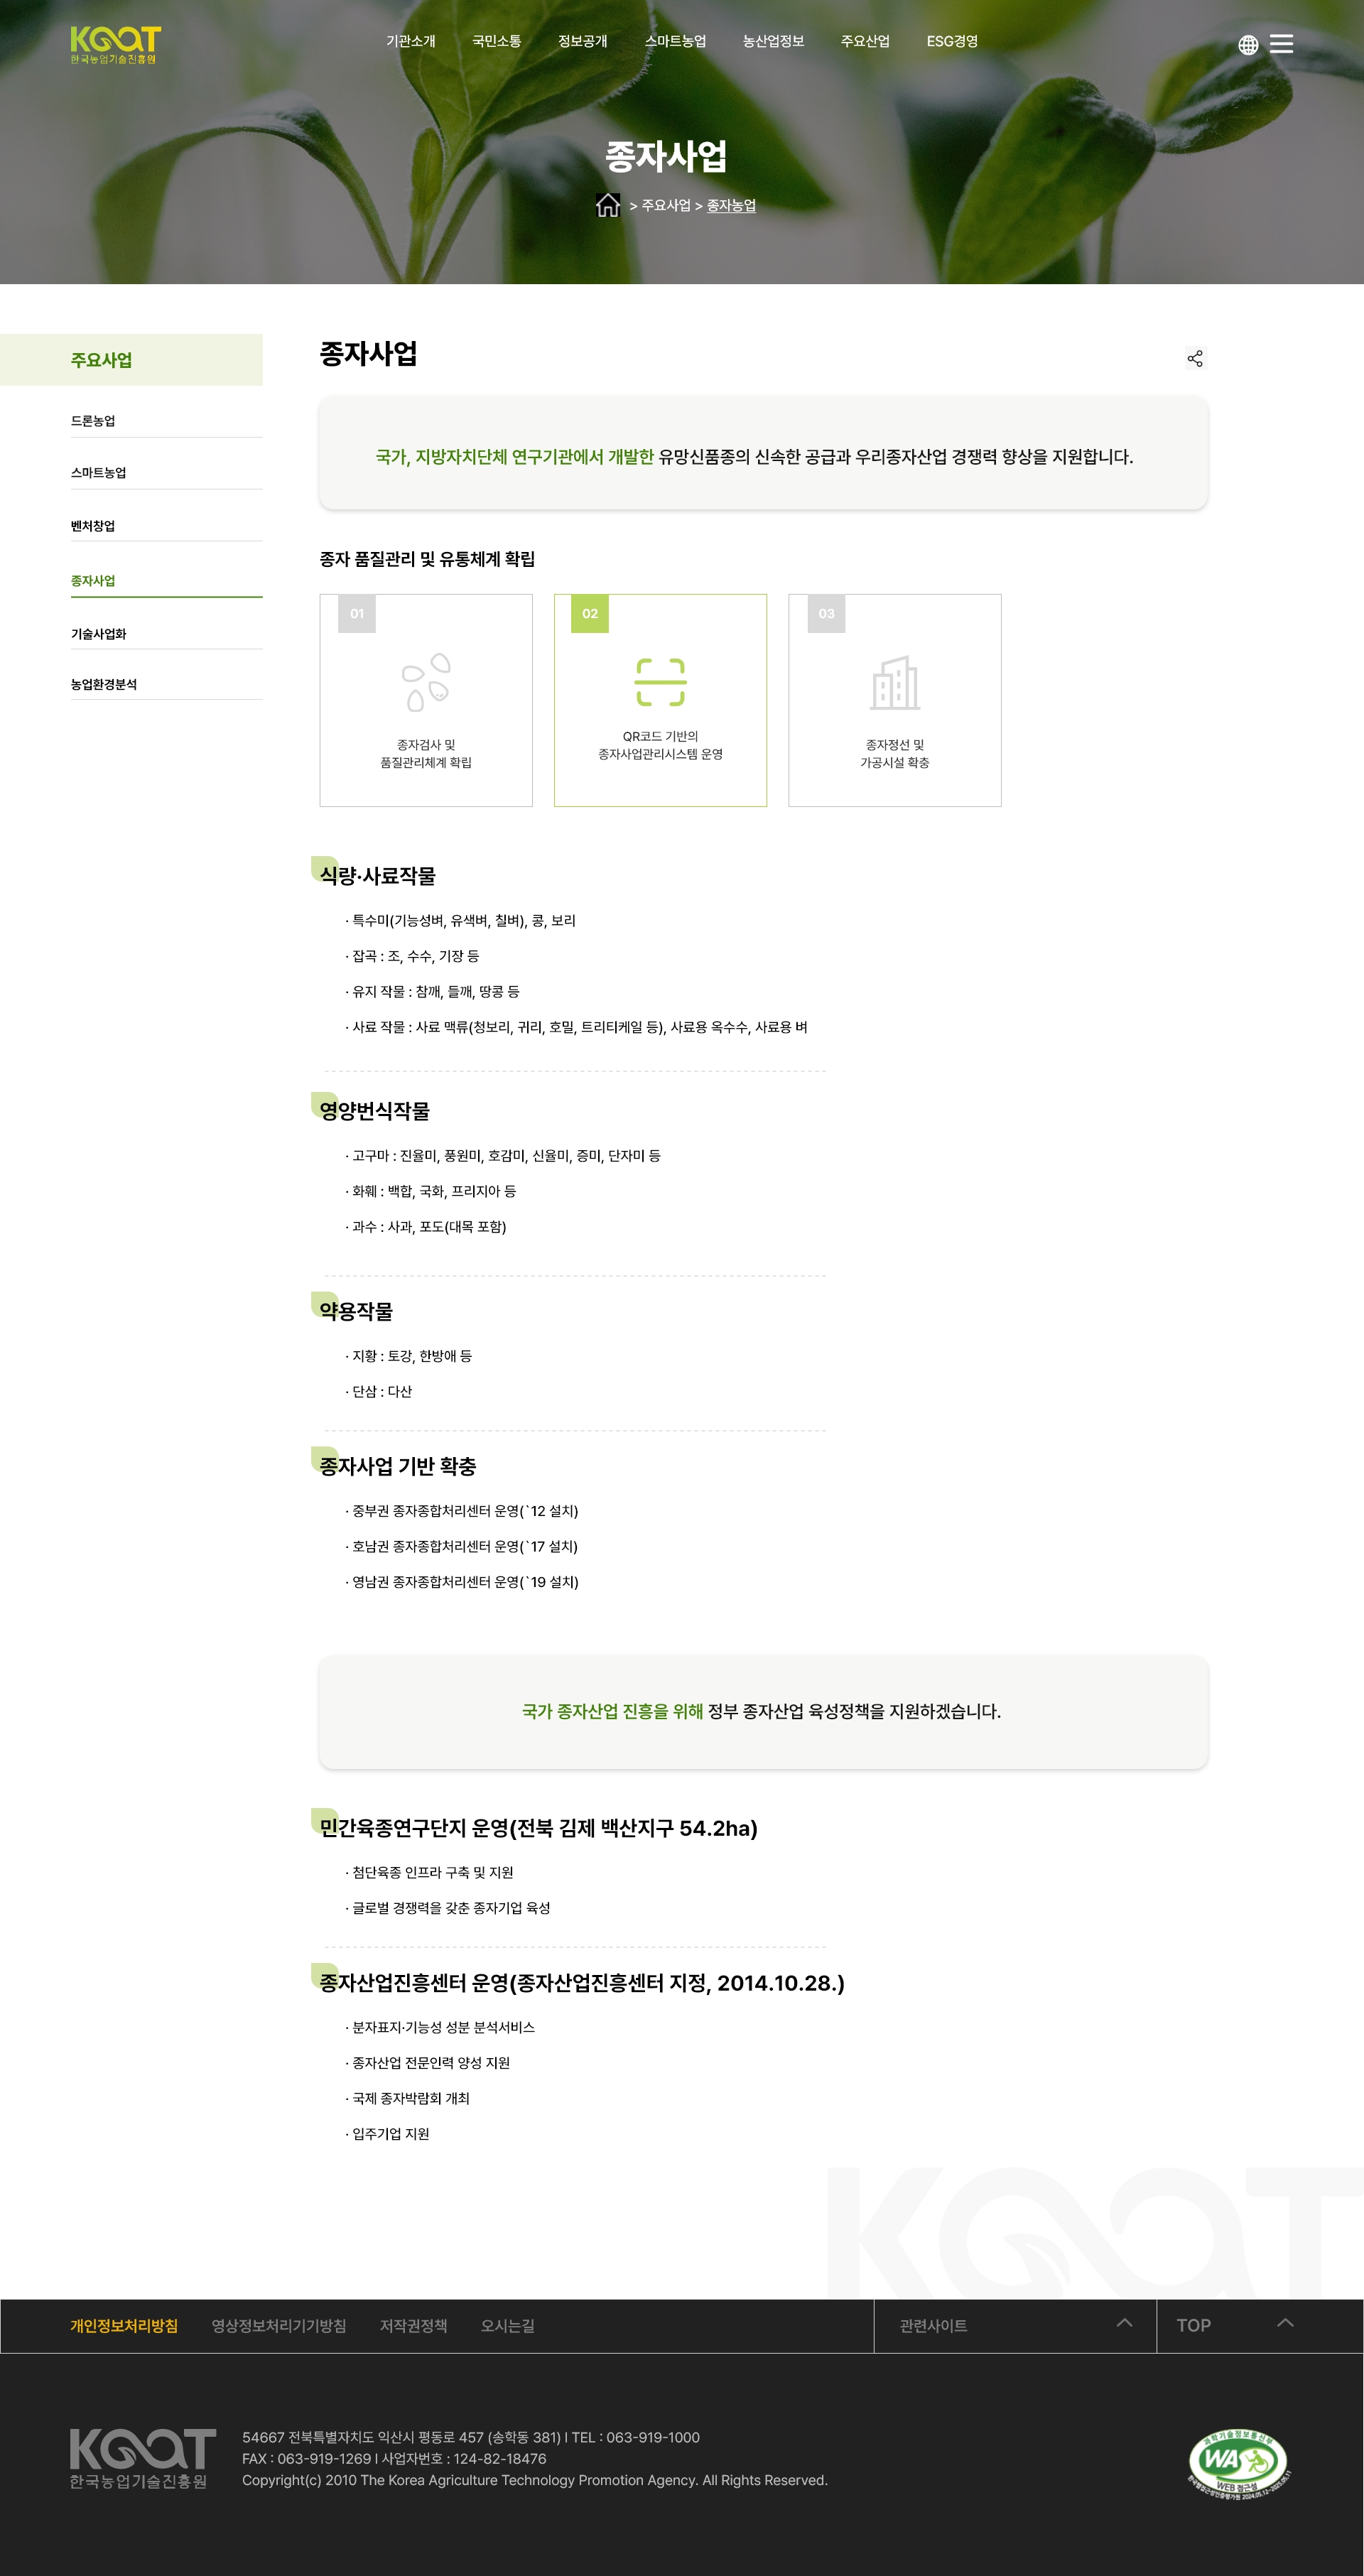 KOAT
한국농업기술진흥원
기관소개 국민소통 정보공개 스마트농업 농산업정보 주요산업 ESG경영
종자사업
> 주요사업 > 종자농업
주요사업
드론농업
스마트농업
벤처창업
종자사업
기술사업화
농업환경분석
종자사업
국가, 지방자치단체 연구기관에서 개발한 유망신품종의 신속한 공급과 우리종자산업 경쟁력 향상을 지원합니다.
종자 품질관리 및 유통체계 확립
01
종자검사 및
품질관리체계 확립
02
QR코드 기반의
종자사업관리시스템 운영
03
종자정선 및
가공시설 확충
식량·사료작물
· 특수미(기능성벼, 유색벼, 칠벼), 콩, 보리
· 잡곡 : 조, 수수, 기장 등
· 유지 작물 : 참깨, 들깨, 땅콩 등
· 사료 작물 : 사료 맥류(청보리, 귀리, 호밀, 트리티케일 등), 사료용 옥수수, 사료용 벼
영양번식작물
· 고구마 : 진율미, 풍원미, 호감미, 신율미, 증미, 단자미 등
· 화훼 : 백합, 국화, 프리지아 등
· 과수 : 사과, 포도(대목 포함)
약용작물
· 지황 : 토강, 한방애 등
· 단삼 : 다산
종자사업 기반 확충
· 중부권 종자종합처리센터 운영(`12 설치)
· 호남권 종자종합처리센터 운영(`17 설치)
· 영남권 종자종합처리센터 운영(`19 설치)
국가 종자산업 진흥을 위해 정부 종자산업 육성정책을 지원하겠습니다.
민간육종연구단지 운영(전북 김제 백산지구 54.2ha)
· 첨단육종 인프라 구축 및 지원
· 글로벌 경쟁력을 갖춘 종자기업 육성
종자산업진흥센터 운영(종자산업진흥센터 지정, 2014.10.28.)
· 분자표지·기능성 성분 분석서비스
· 종자산업 전문인력 양성 지원
· 국제 종자박람회 개최
· 입주기업 지원
KOAT
개인정보처리방침 영상정보처리기기방침 저작권정책 오시는길 관련사이트 TOP
KOAT
한국농업기술진흥원
54667 전북특별자치도 익산시 평동로 457 (송학동 381) I TEL : 063-919-1000
FAX : 063-919-1269 I 사업자번호 : 124-82-18476
Copyright(c) 2010 The Korea Agriculture Technology Promotion Agency. All Rights Reserved.
과학기술정보통신부
WA
WEB 접근성
한국웹접근성인증평가원 2024.05.12~2025.05.11